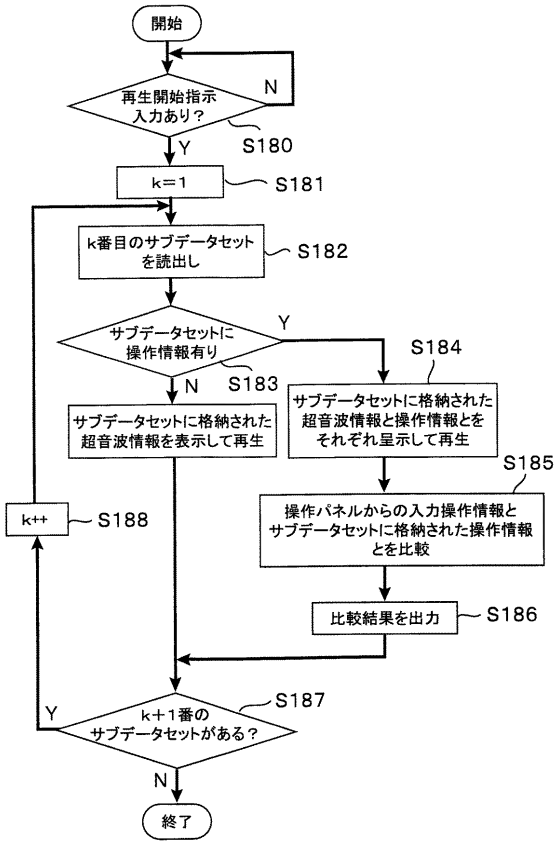 開始
再生開始指示
入力あり？
N
S180
Y
k＝1
S181
k番目のサブデータセット
を読出し
S182
サブデータセットに
操作情報有り
Y
S183
N
S184
サブデータセットに格納された
超音波情報を表示して再生
サブデータセットに格納された
超音波情報と操作情報とを
それぞれ呈示して再生
S185
操作パネルからの入力操作情報と
サブデータセットに格納された操作情報
とを比較
k++
S188
比較結果を出力
S186
S187
k＋1番の
サブデータセットがある？
Y
N
終了